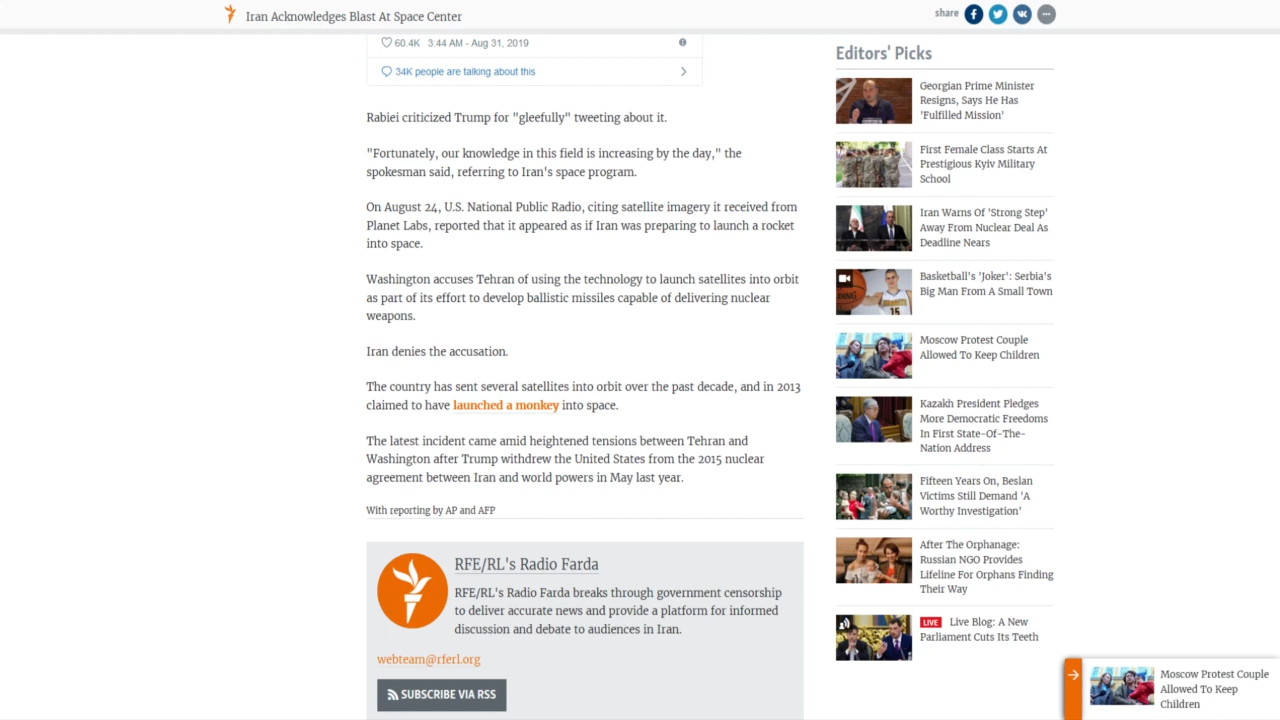 Iran Acknowledges Blast At Space Center
share
60.4K 3:44 AM - Aug 31, 2019
34K people are talking about this
Rabiei criticized Trump for "gleefully" tweeting about it.
"Fortunately, our knowledge in this field is increasing by the day," the
spokesman said, referring to Iran's space program.
On August 24, U.S. National Public Radio, citing satellite imagery it received from
Planet Labs, reported that it appeared as if Iran was preparing to launch a rocket
into space.
Washington accuses Tehran of using the technology to launch satellites into orbit
as part of its effort to develop ballistic missiles capable of delivering nuclear
weapons.
Iran denies the accusation.
The country has sent several satellites into orbit over the past decade, and in 2013
claimed to have launched a monkey into space.
The latest incident came amid heightened tensions between Tehran and
Washington after Trump withdrew the United States from the 2015 nuclear
agreement between Iran and world powers in May last year.
With reporting by AP and AFP
RFE/RL's Radio Farda
RFE/RL's Radio Farda breaks through government censorship
to deliver accurate news and provide a platform for informed
discussion and debate to audiences in Iran.
webteam@rferl.org
SUBSCRIBE VIA RSS
Editors' Picks
Georgian Prime Minister
Resigns, Says He Has
'Fulfilled Mission'
First Female Class Starts At
Prestigious Kyiv Military
School
Iran Warns Of 'Strong Step'
Away From Nuclear Deal As
Deadline Nears
15
Basketball's 'Joker': Serbia's
Big Man From A Small Town
Moscow Protest Couple
Allowed To Keep Children
Kazakh President Pledges
More Democratic Freedoms
In First State-Of-The-
Nation Address
Fifteen Years On, Beslan
Victims Still Demand 'A
Worthy Investigation'
After The Orphanage:
Russian NGO Provides
Lifeline For Orphans Finding
Their Way
LIVE Live Blog: A New
Parliament Cuts Its Teeth
Moscow Protest Couple
Allowed To Keep
Children